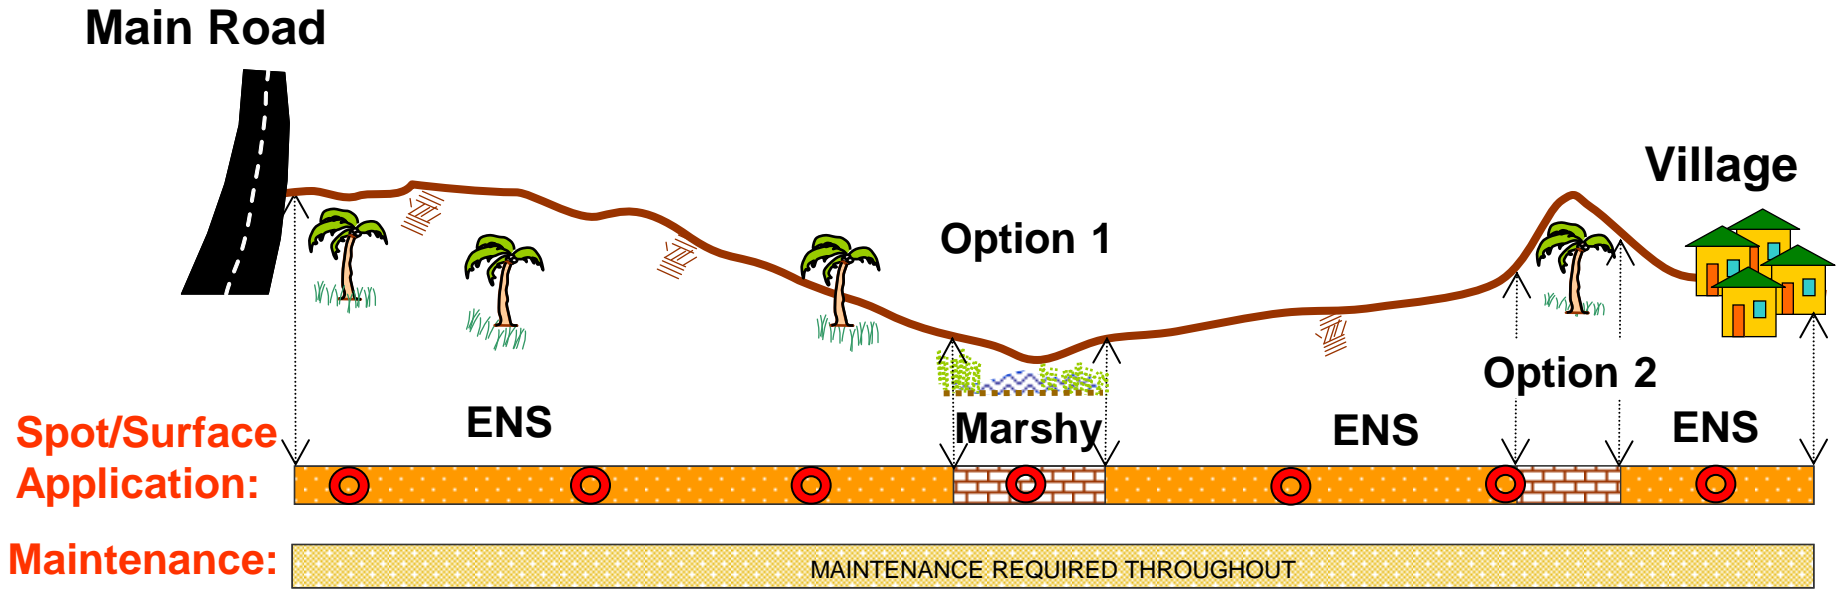 Main Road
Village
Option 1
Option 2
ENS
Marshy
ENS
ENS
Spot/Surface
Application:
Maintenance:
MAINTENANCE REQUIRED THROUGHOUT